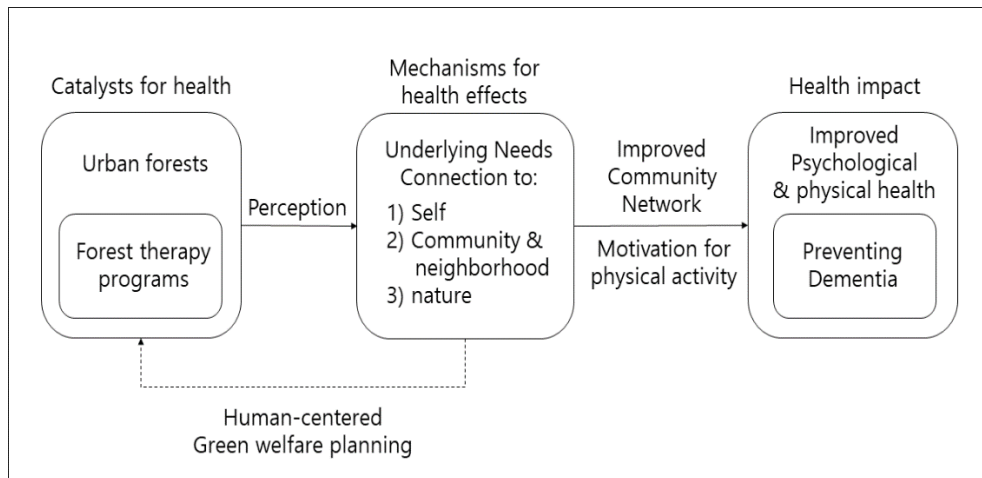 Catalysts for health
Urban forests
Forest therapy
programs
Perception
Mechanisms for
health effects
Underlying Needs
Connection to:
1) Self
2) Community &
neighborhood
3) nature
Improved
Community
Network
Motivation for
physical activity
Health impact
Improved
Psychological
& physical health
Preventing
Dementia
Human-centered
Green welfare planning